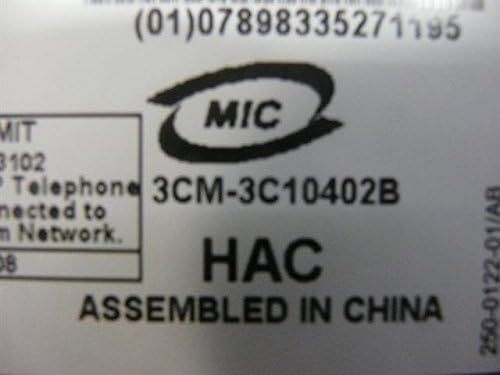 (01)07898335271195
MIC
MIT
3102
Telephone
nnected to
m Network.
08
3CM-3C10402B
HAC
ASSEMBLED IN CHINA
250-0122-01/AB